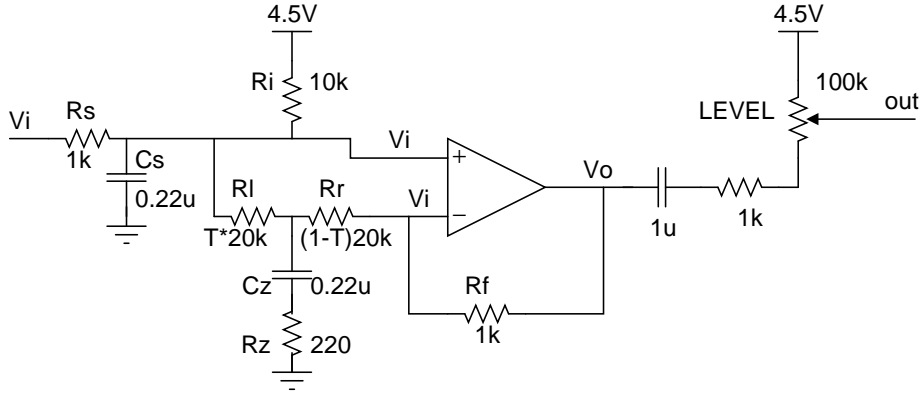 4.5V
4.5V
Ri
10k
100k
LEVEL
out
Vi
Rs
1k
Cs
0.22u
Vi
Vo
Rl
Rr
Vi
T*20k
(1-T)20k
1u
1k
Cz
0.22u
Rf
1k
Rz
220
+
−